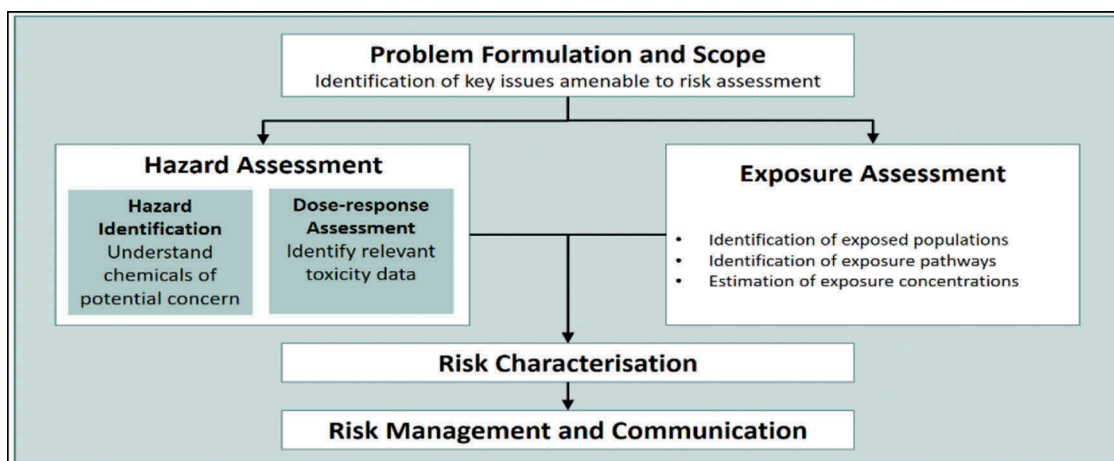 Problem Formulation and Scope
Identification of key issues amenable to risk assessment
Hazard Assessment
Hazard
Identification
Understand
chemicals of
potential concern
Dose-response
Assessment
Identify relevant
toxicity data
Exposure Assessment
• Identification of exposed populations
• Identification of exposure pathways
• Estimation of exposure concentrations
Risk Characterisation
Risk Management and Communication